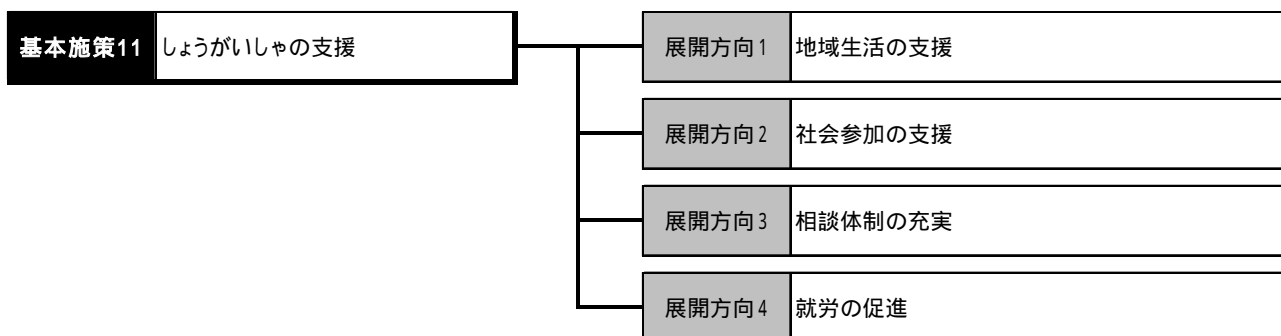 基本施策11 しょうがいしゃの支援
展開方向1 地域生活の支援
展開方向2 社会参加の支援
展開方向3 相談体制の充実
展開方向4 就労の促進